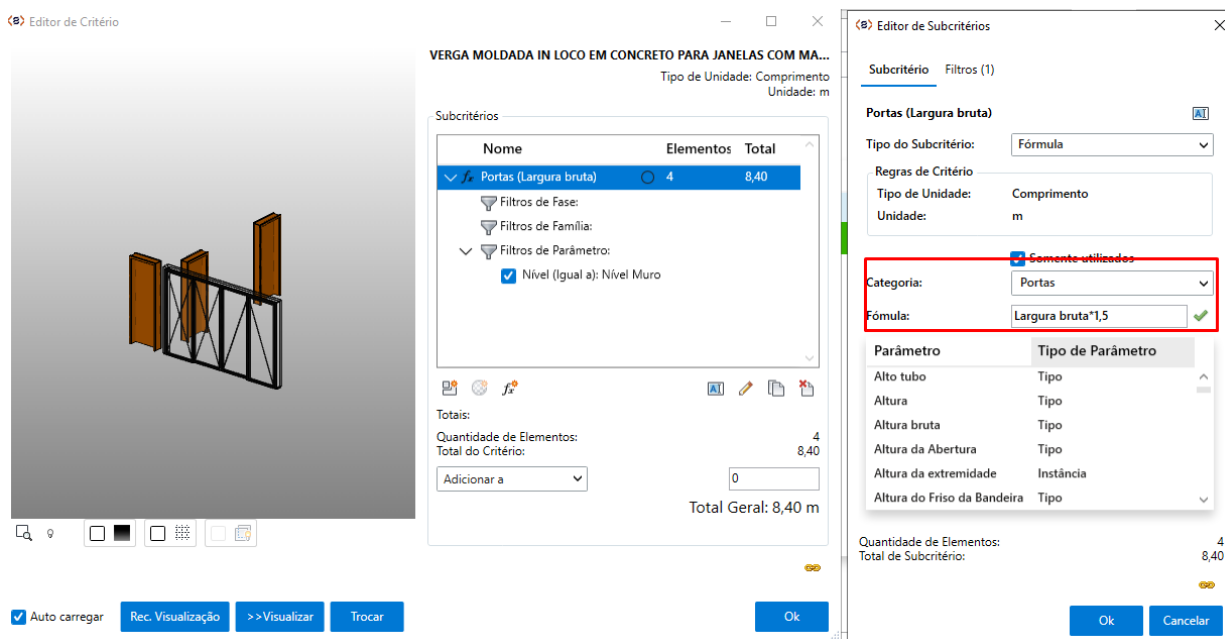 Editor de Critério
VERGA MOLDADA IN LOCO EM CONCRETO PARA JANELAS COM MA...
Tipo de Unidade: Comprimento
Unidade: m
Subcritérios
Nome Elementos Total
fx Portas (Largura bruta) 4 8,40
Filtros de Fase:
Filtros de Família:
Filtros de Parâmetro:
Nível (Igual a): Nível Muro
fx
AI
Totais:
Quantidade de Elementos: 4
Total do Critério: 8,40
Adicionar a 0
Total Geral: 8,40 m
Auto carregar
Rec. Visualização
>>Visualizar
Trocar
Ok
Editor de Subcritérios
Subcritério Filtros (1)
Portas (Largura bruta) AI
Tipo do Subcritério: Fórmula
Regras de Critério
Tipo de Unidade: Comprimento
Unidade: m
Somente utilizados
Categoria: Portas
Fómula: Largura bruta*1,5
Parâmetro Tipo de Parâmetro
Alto tubo Tipo
Altura Tipo
Altura bruta Tipo
Altura da Abertura Tipo
Altura da extremidade Instância
Altura do Friso da Bandeira Tipo
Quantidade de Elementos: 4
Total de Subcritério: 8,40
Ok Cancelar